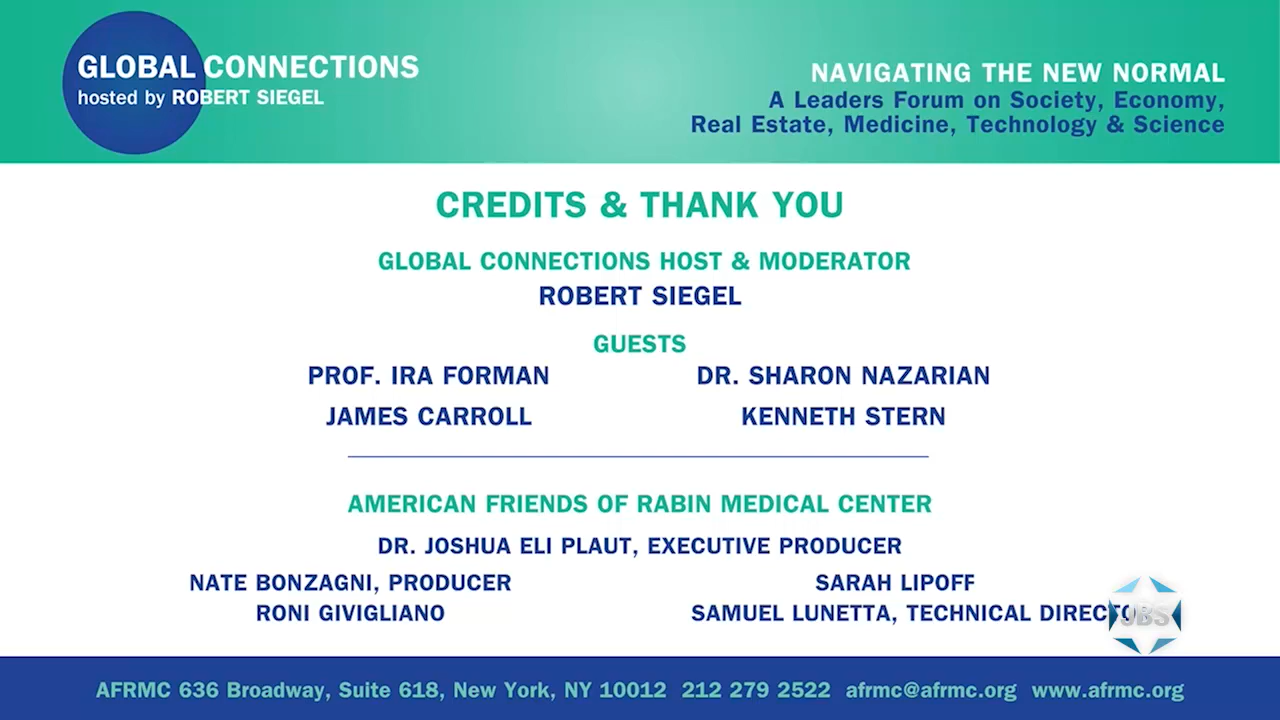 GLOBAL CONNECTIONS
hosted by ROBERT SIEGEL
NAVIGATING THE NEW NORMAL
A Leaders Forum on Society, Economy,
Real Estate, Medicine, Technology & Science
CREDITS & THANK YOU
GLOBAL CONNECTIONS HOST & MODERATOR
ROBERT SIEGEL
GUESTS
PROF. IRA FORMAN DR. SHARON NAZARIAN
JAMES CARROLL KENNETH STERN
AMERICAN FRIENDS OF RABIN MEDICAL CENTER
DR. JOSHUA ELI PLAUT, EXECUTIVE PRODUCER
NATE BONZAGNI, PRODUCER SARAH LIPOFF
RONI GIVIGLIANO SAMUEL LUNETTA, TECHNICAL DIRECTO
JBS
AFRMC 636 Broadway, Suite 618, New York, NY 10012 212 279 2522 afrmc@afrmc.org www.afrmc.org